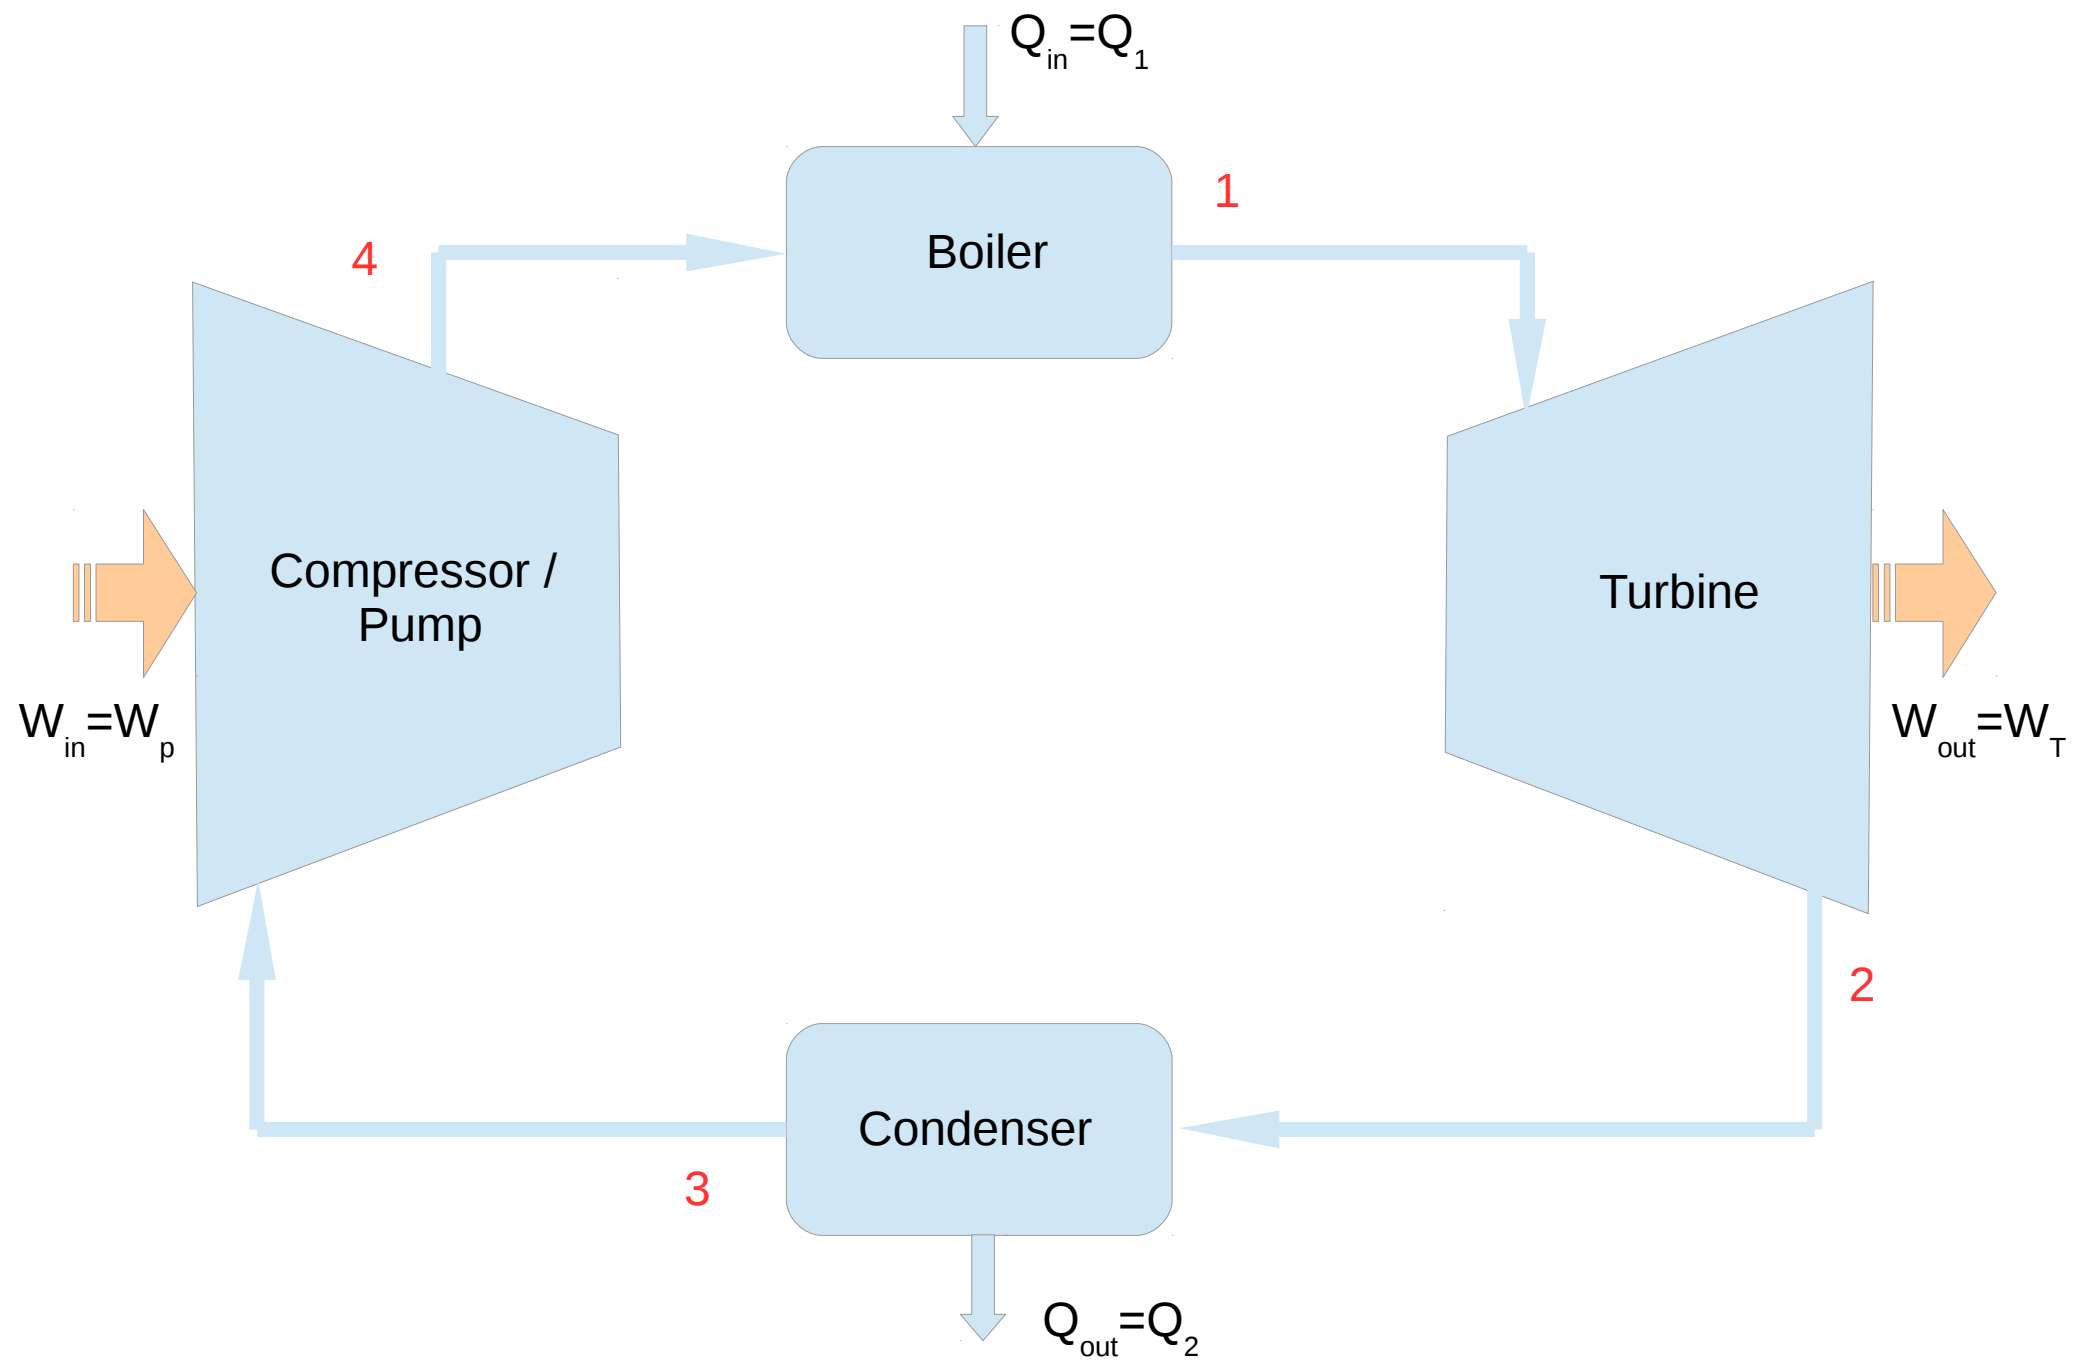 Q_in=Q_1
1
Boiler
4
Compressor /
Pump
Turbine
W_in=W_p
W_out=W_T
2
Condenser
3
Q_out=Q_2